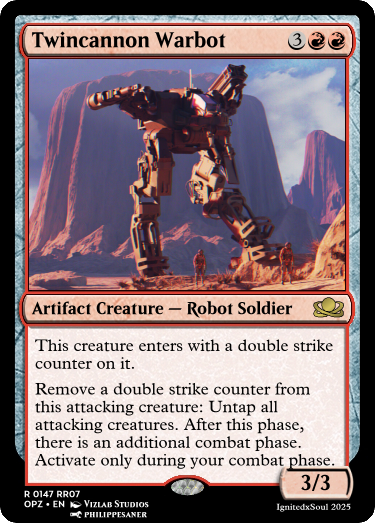 Twincannon Warbot 3
Artifact Creature — Robot Soldier
This creature enters with a double strike
counter on it.
Remove a double strike counter from
this attacking creature: Untap all
attacking creatures. After this phase,
there is an additional combat phase.
Activate only during your combat phase.
3/3
R 0147 RR07
OPZ • EN VIZLAB STUDIOS
PHILIPPESANER
IgnitedxSoul 2025